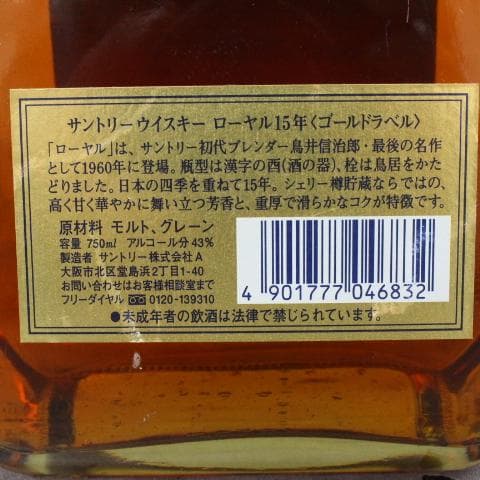 サントリーウイスキー ローヤル15年〈ゴールドラベル〉
「ローヤル」は、サントリー初代ブレンダー鳥井信治郎・最後の名作
として1960年に登場。瓶型は漢字の酉(酒の器)、栓は鳥居をかた
どりました。日本の四季を重ねて15年。シェリー樽貯蔵ならではの、
高く甘く華やかに舞い立つ芳香と、重厚で滑らかなコクが特徴です。
原材料 モルト、グレーン
容量 750ml アルコール分43%
製造者 サントリー株式会社A
大阪市北区堂島浜2丁目1-40
お問い合わせはお客様相談室まで
フリーダイヤル 0120-139310
4 901777 046832
●未成年者の飲酒は法律で禁じられています。